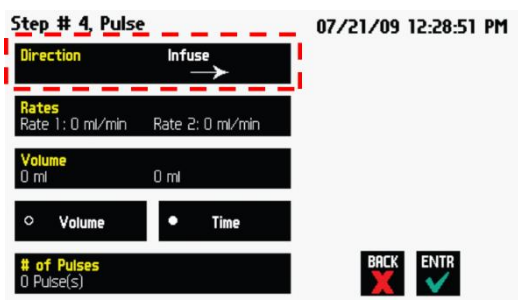 Step # 4, Pulse 07/21/09 12:28:51 PM
Direction Infuse
Rates
Rate 1: 0 ml/min Rate 2: 0 ml/min
Volume
0 ml 0 ml
Volume Time
# of Pulses
0 Pulse(s)
BACK ENTR